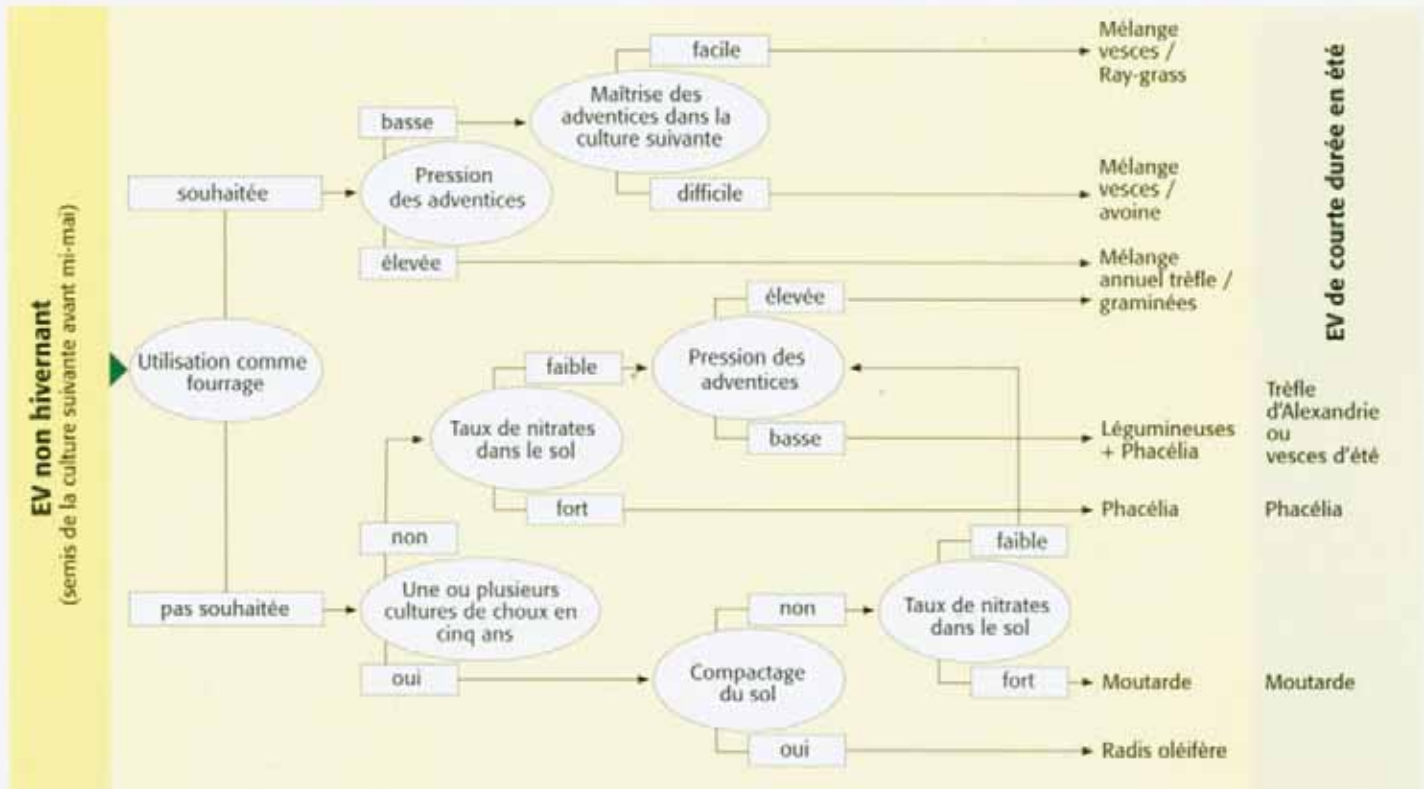 EV non hivernant
(semis de la culture suivante avant mi-mai)
Utilisation comme
fourrage
souhaitée
pas souhaitée
Pression
des adventices
basse
élevée
Maîtrise des
adventices dans la
culture suivante
facile
difficile
Mélange
vesces /
Ray-grass
Mélange
vesces /
avoine
Mélange
annuel trèfle /
graminées
Une ou plusieurs
cultures de choux en
cinq ans
non
oui
Taux de nitrates
dans le sol
faible
fort
Pression des
adventices
élevée
basse
Légumineuses
+ Phacélia
Phacélia
Compactage
du sol
non
oui
Taux de nitrates
dans le sol
faible
fort
Moutarde
Radis oléifère
EV de courte durée en été
Trèfle
d'Alexandrie
ou
vesces d'été
Phacélia
Moutarde